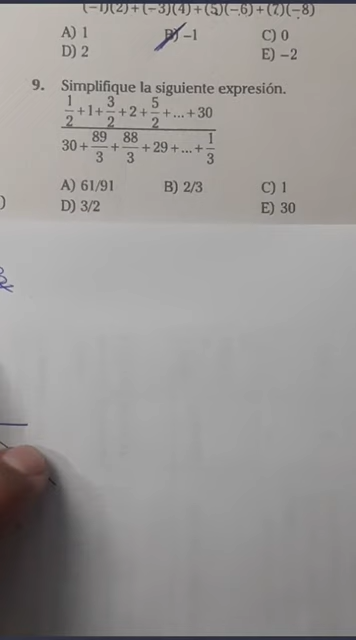 (−1)(2)+(−3)(4)+(5)(−6)+(7)(−8)
A) 1 B) −1 C) 0
D) 2 E) −2
9. Simplifique la siguiente expresión.
1/2+1+3/2+2+5/2+...+30
30+89/3+88/3+29+...+1/3
A) 61/91 B) 2/3 C) 1
D) 3/2 E) 30